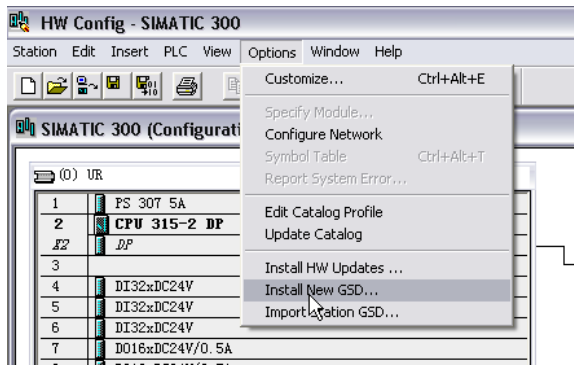 HW Config - SIMATIC 300
Station Edit Insert PLC View Options Window Help
Customize... Ctrl+Alt+E
Specify Module...
Configure Network
Symbol Table Ctrl+Alt+T
Report System Error...
Edit Catalog Profile
Update Catalog
Install HW Updates ...
Install New GSD...
Import Station GSD...
SIMATIC 300 (Configurati
(0) UR
1 PS 307 5A
2 CPU 315-2 DP
X2 DP
3
4 DI32xDC24V
5 DI32xDC24V
6 DI32xDC24V
7 DO16xDC24V/0.5A